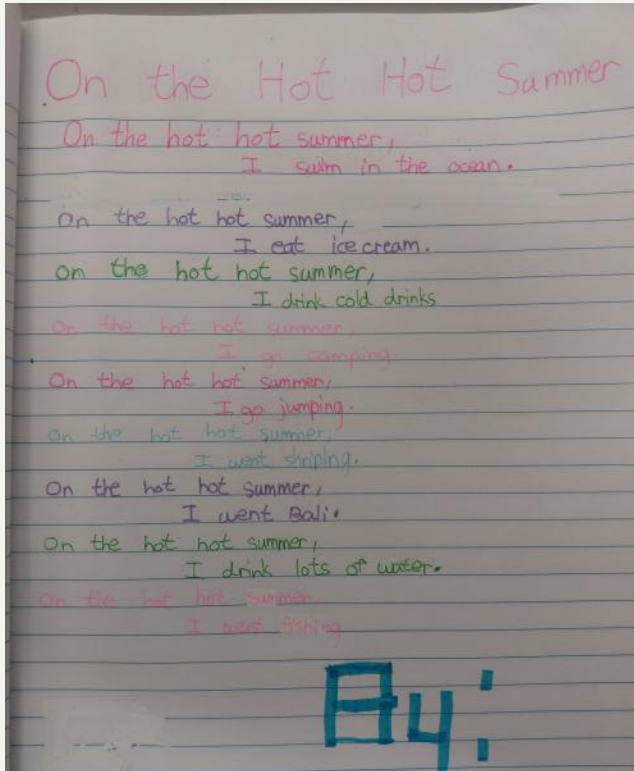 On the Hot Hot Summer
On the hot hot summer,
I swim in the ocean.
On the hot hot summer,
I eat ice cream.
On the hot hot summer,
I drink cold drinks
On the hot hot summer,
I go camping.
On the hot hot summer,
I go jumping.
On the hot hot summer,
I went shriping.
On the hot hot summer,
I went Bali.
On the hot hot summer,
I drink lots of water.
On the hot hot summer,
I went fishing
By: